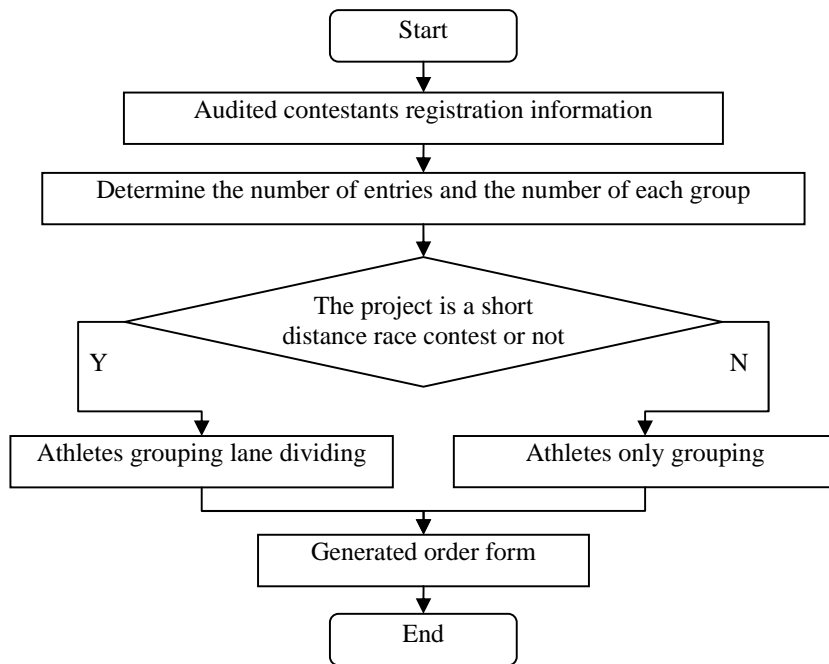 Start
Audited contestants registration information
Determine the number of entries and the number of each group
The project is a short
distance race contest or not
Y
N
Athletes grouping lane dividing
Athletes only grouping
Generated order form
End